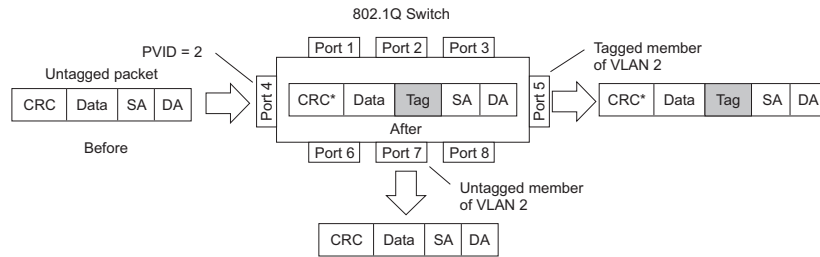 802.1Q Switch
PVID = 2
Port 1
Port 2
Port 3
Tagged member
of VLAN 2
Untagged packet
Port 4
Port 5
CRC
Data
SA
DA
CRC*
Data
Tag
SA
DA
CRC*
Data
Tag
SA
DA
Before
After
Port 6
Port 7
Port 8
Untagged member
of VLAN 2
CRC
Data
SA
DA